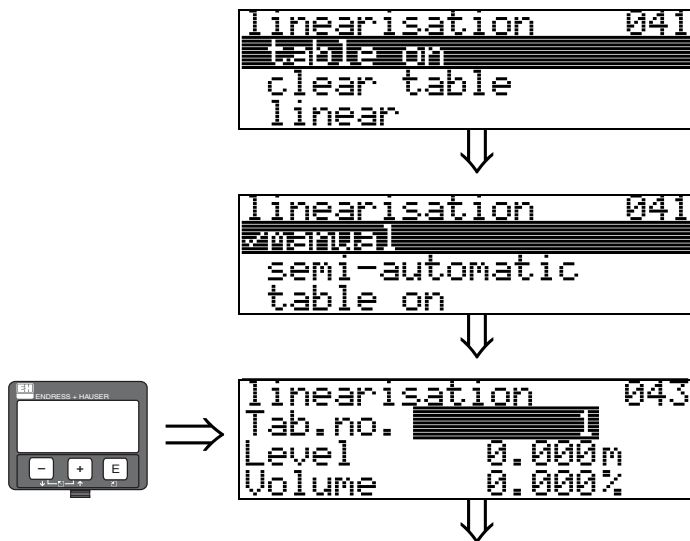 linearisation 041
table on
clear table
linear
linearisation 041
✓manual
semi-automatic
table on
EH
ENDRESS + HAUSER
- + E
linearisation 043
Tab.no. 1
Level 0.000m
Volume 0.000%